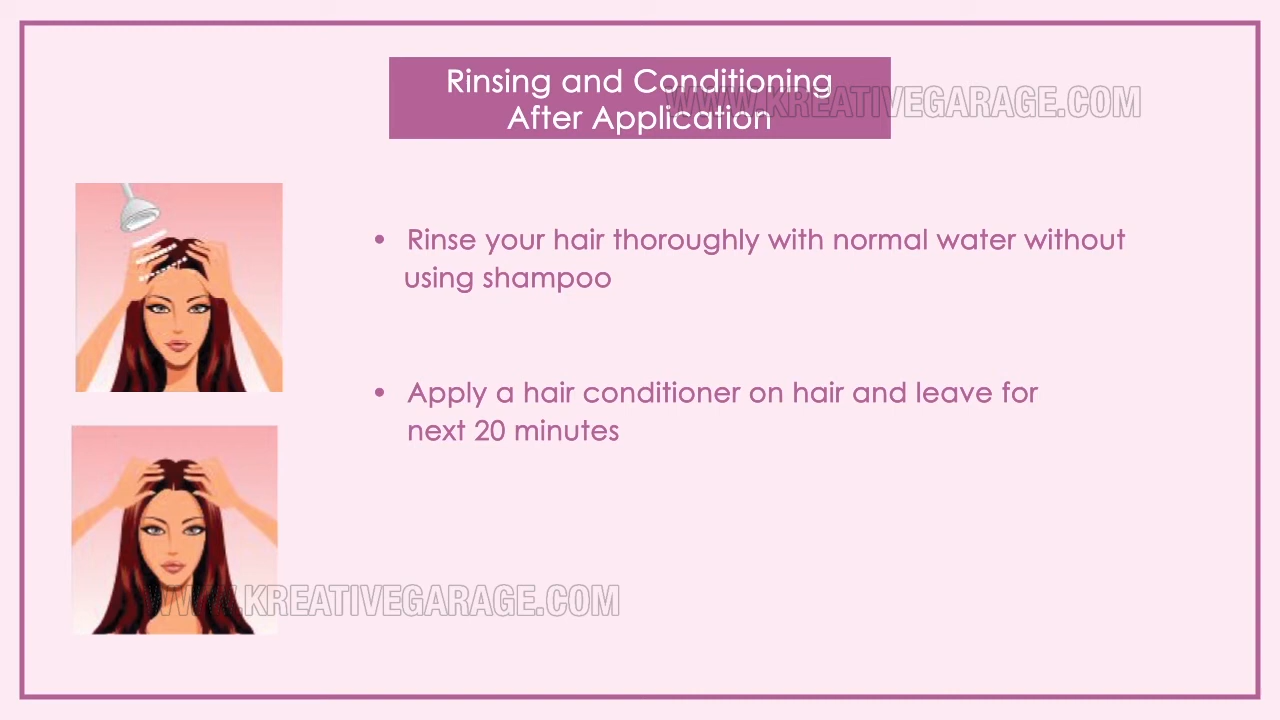 Rinsing and Conditioning
After Application
WWW.KREATIVEGARAGE.COM
• Rinse your hair thoroughly with normal water without
using shampoo
• Apply a hair conditioner on hair and leave for
next 20 minutes
WWW.KREATIVEGARAGE.COM